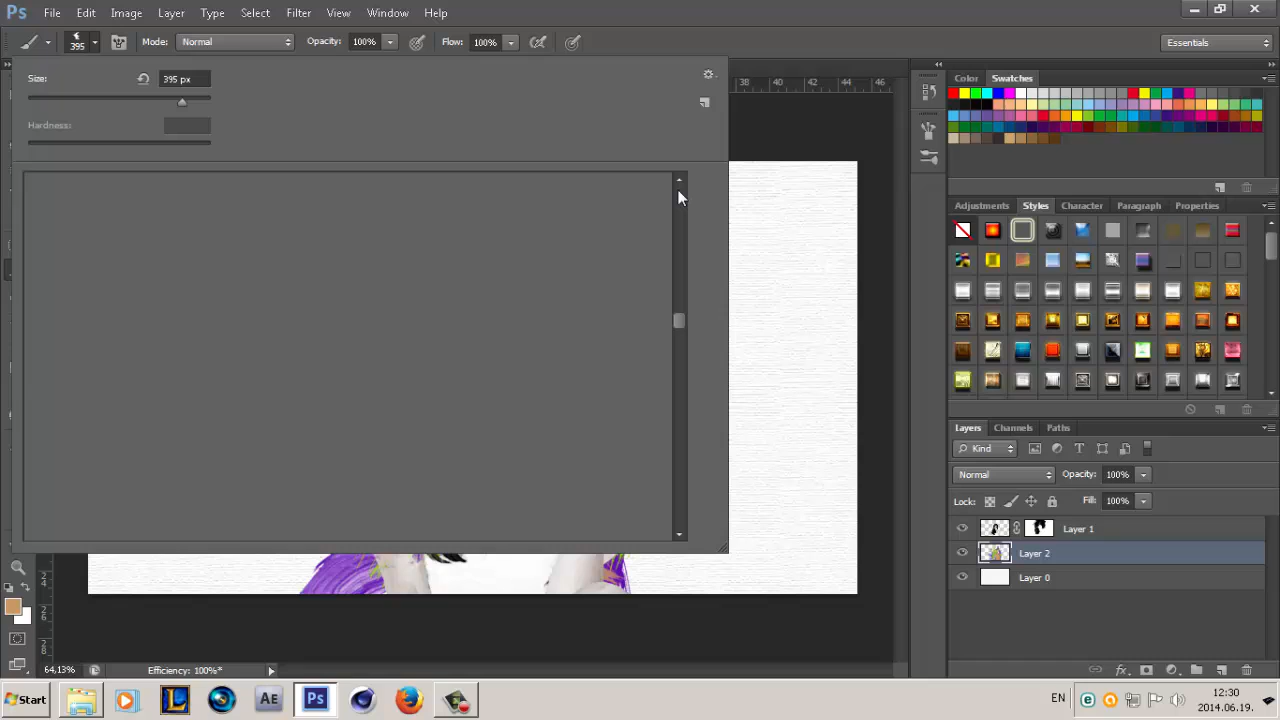 Ps File Edit Image Layer Type Select Filter 3D View Window Help
395 Mode: Normal Opacity: 100% Flow: 100% Essentials
Size: 395 px
Hardness:
38 40 42 44 46
Color Swatches
Adjustments Styles Character Paragraph Properties
Layers Channels Paths
Normal Opacity: 100%
Lock: Fill: 100%
Layer 1
Layer 2
64,13% Efficiency: 100%*
Start AE Ps EN 12:30
2014.06.19.